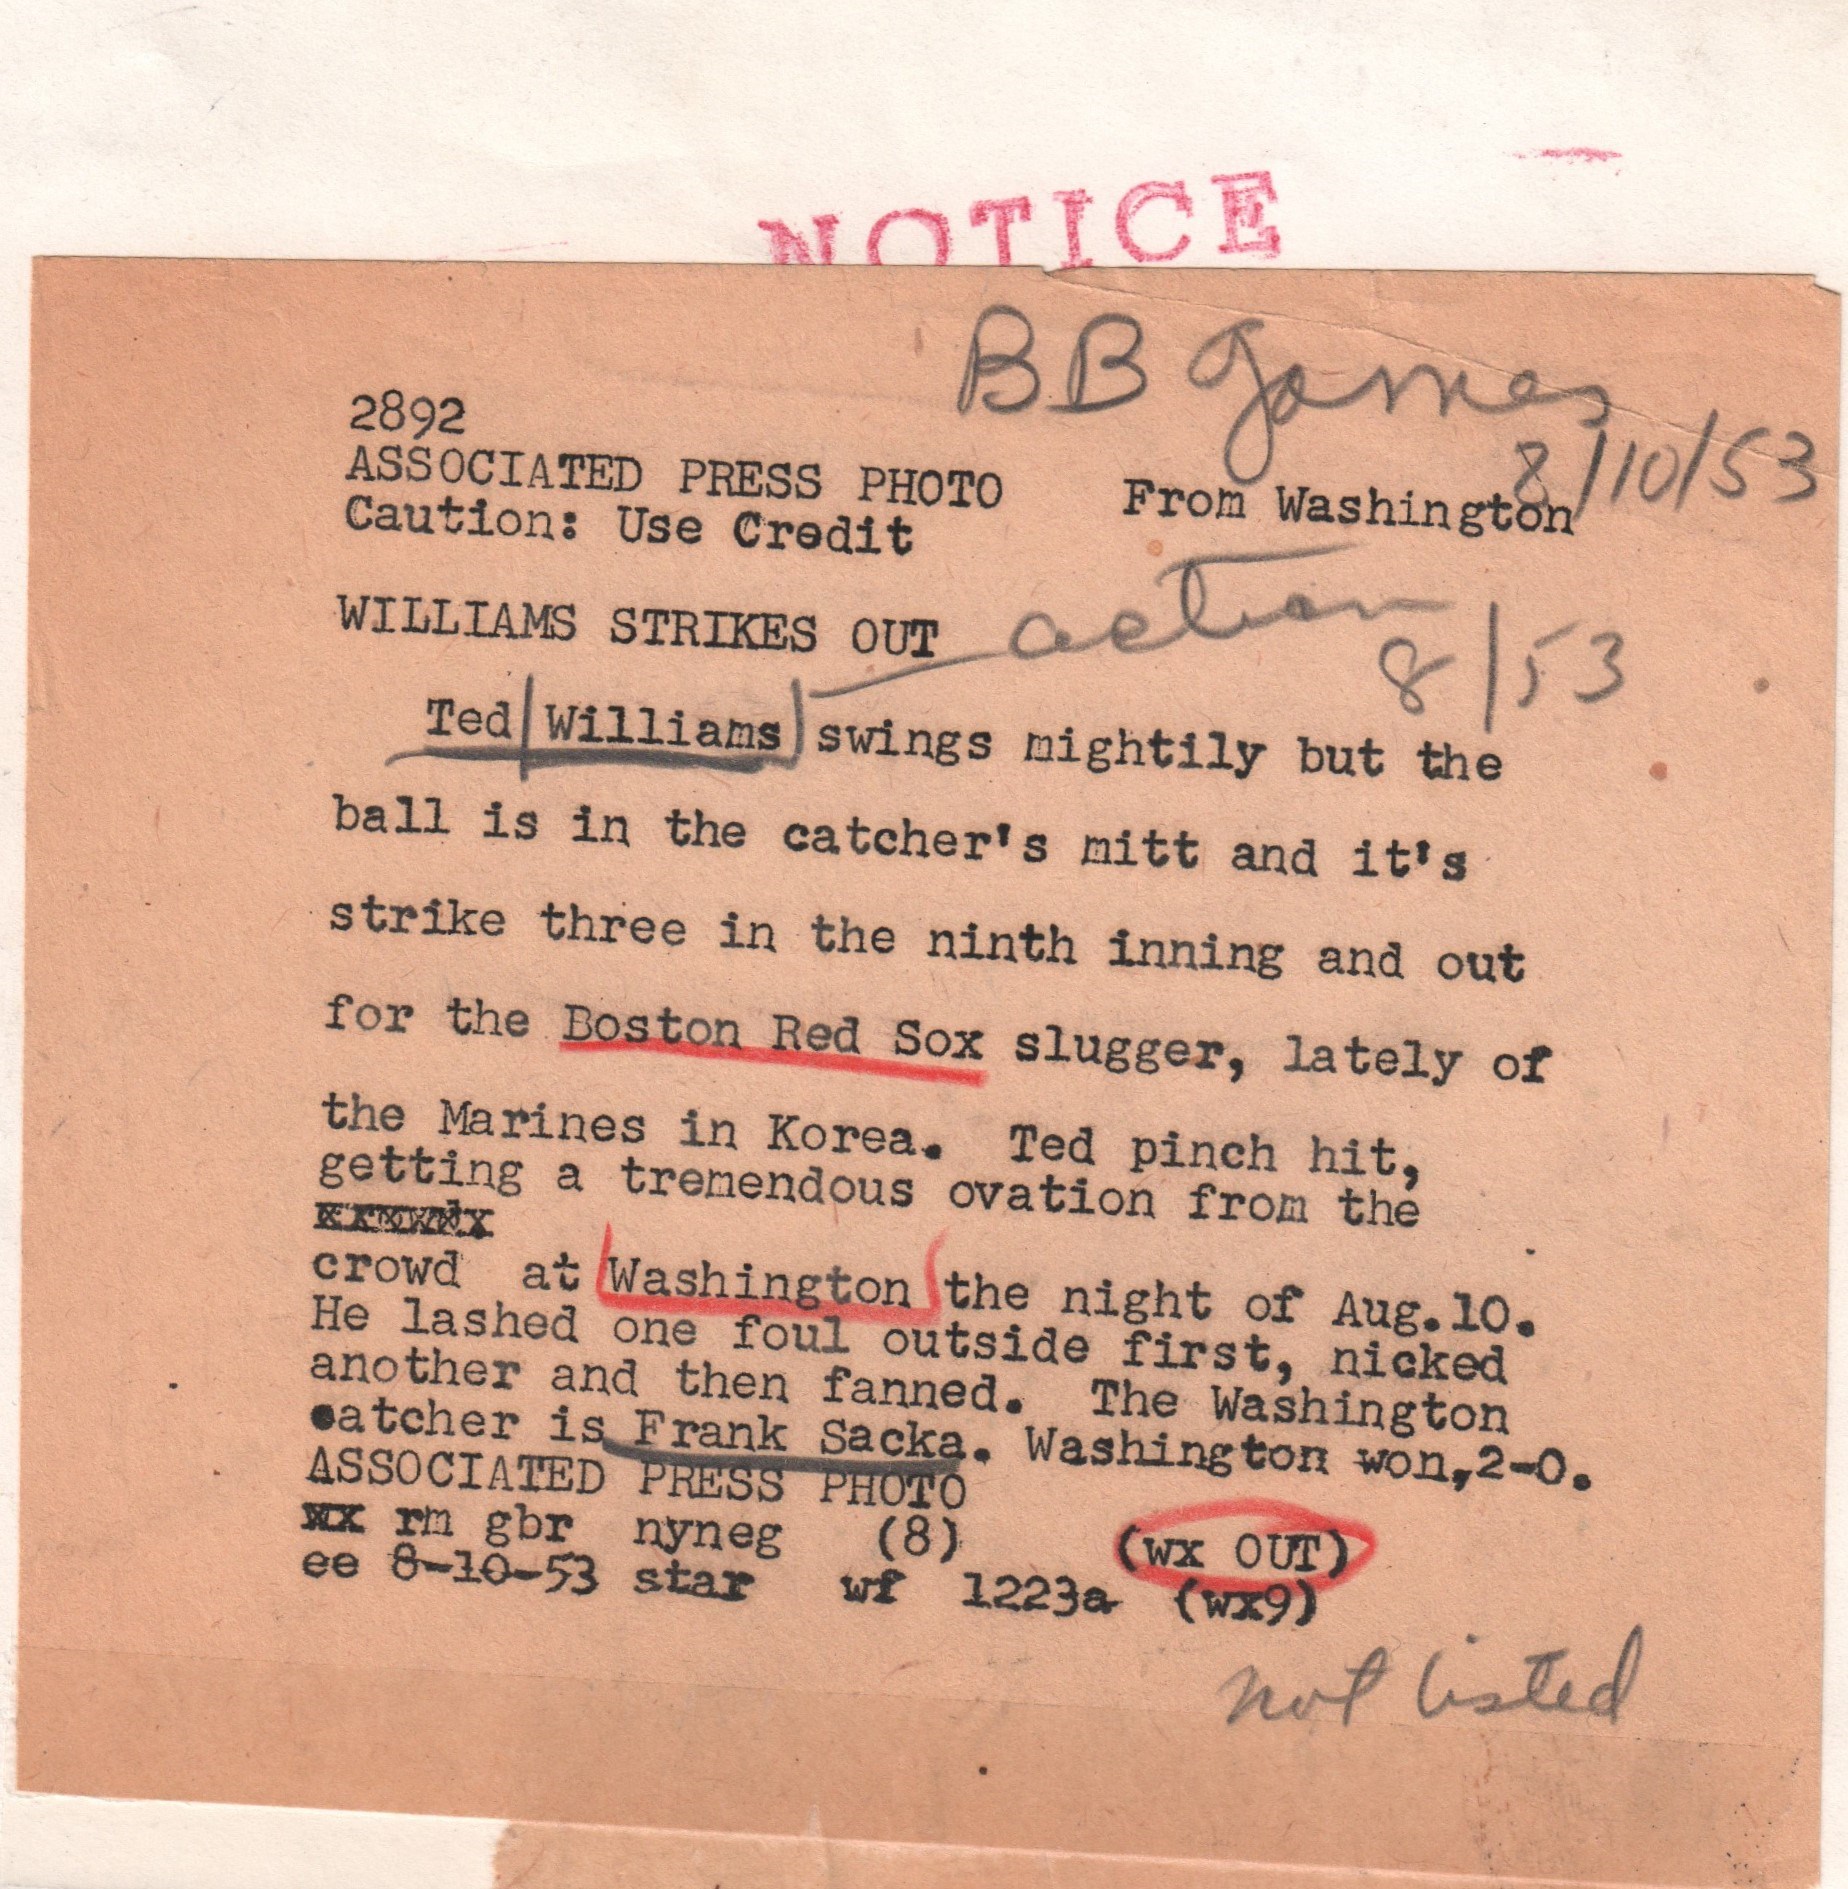 NOTICE
BB Games
8/10/53
2892
ASSOCIATED PRESS PHOTO From Washington
Caution: Use Credit
WILLIAMS STRIKES OUT action
8/53
Ted Williams swings mightily but the
ball is in the catcher's mitt and it's
strike three in the ninth inning and out
for the Boston Red Sox slugger, lately of
the Marines in Korea. Ted pinch hit,
getting a tremendous ovation from the
crowd at Washington the night of Aug.10.
He lashed one foul outside first, nicked
another and then fanned. The Washington
catcher is Frank Sacka. Washington won,2-0.
ASSOCIATED PRESS PHOTO
rm gbr nyneg (8) (wx OUT)
ee 8-10-53 star wf 1223a (wx9)
not listed